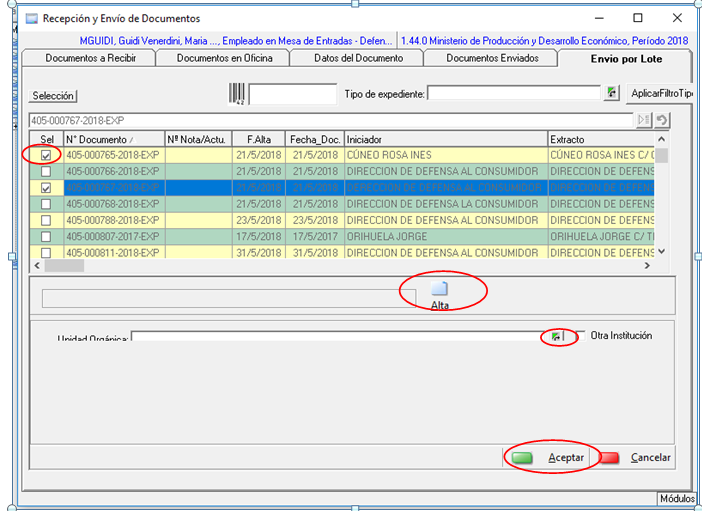 Recepción y Envío de Documentos
MGUIDI, Guidi Venerdini, Maria ..., Empleado en Mesa de Entradas - Defen... 1.44.0 Ministerio de Producción y Desarrollo Económico, Período 2018
Documentos a Recibir Documentos en Oficina Datos del Documento Documentos Enviados Envio por Lote
Selección 42 Tipo de expediente: AplicarFiltroTipo
405-000767-2018-EXP
Sel N° Documento / Nº Nota/Actu. F.Alta Fecha_Doc. Iniciador Extracto
405-000765-2018-EXP 21/5/2018 21/5/2018 CÚNEO ROSA INES CÚNEO ROSA INES C/
405-000766-2018-EXP 21/5/2018 21/5/2018 DIRECCION DE DEFENSA AL CONSUMIDOR DIRECCION DE DEFENS
405-000767-2018-EXP 21/5/2018 21/5/2018 DERECCION DE DEFENSA AL CONSUMIDOR DIRECCION DE DEFENS
405-000768-2018-EXP 21/5/2018 21/5/2018 DIRECCION DE DEFENSA LA CONSUMIDOR DIRECCION DE DEFENS
405-000788-2018-EXP 23/5/2018 23/5/2018 DIRECCION DE DEFENSA AL CONSUMIDOR DIRECCION DE DEFENS
405-000807-2017-EXP 17/5/2018 17/5/2017 ORIHUELA JORGE ORIHUELA JORGE C/
405-000811-2018-EXP 31/5/2018 31/5/2018 DIRECCION DE DEFENSA AL CONSUMIDOR DIRECCION DE DEFENS
Alta
Unidad Orgánica: Otra Institución
Aceptar Cancelar
Módulos